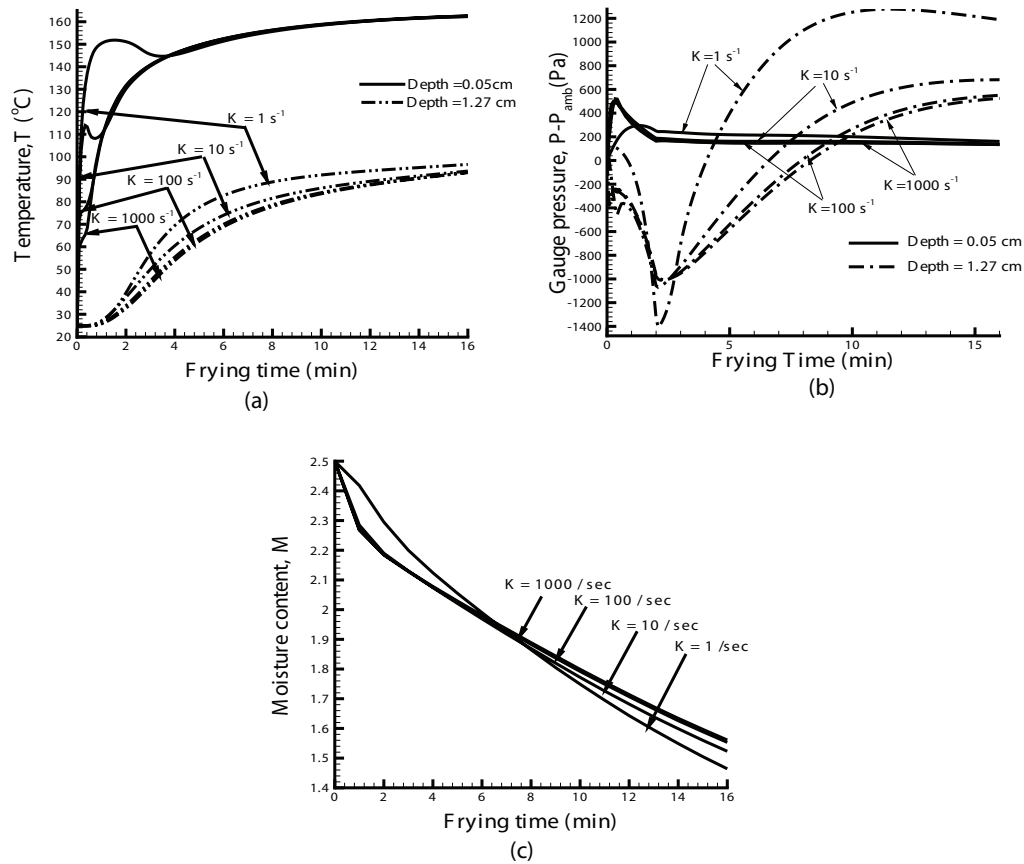 160
150
140
130
120
110
100
90
80
70
60
50
40
30
20
0
2
4
6
8
10
12
14
16
Temperature,T (°C)
Frying time (min)
Depth =0.05cm
Depth =1.27 cm
K = 1 s-1
K = 10 s-1
K = 100 s-1
K = 1000 s-1
(a)
1200
1000
800
600
400
200
0
-200
-400
-600
-800
-1000
-1200
-1400
0
5
10
15
Gauge pressure, P-Pamb(Pa)
Frying Time (min)
K=1 s-1
K=10 s-1
K=1000 s-1
K=100 s-1
Depth = 0.05 cm
Depth = 1.27 cm
(b)
2.5
2.4
2.3
2.2
2.1
2
1.9
1.8
1.7
1.6
1.5
1.4
0
2
4
6
8
10
12
14
16
Moisture content, M
Frying time (min)
K = 1000 / sec
K = 100 / sec
K = 10 / sec
K = 1 /sec
(c)